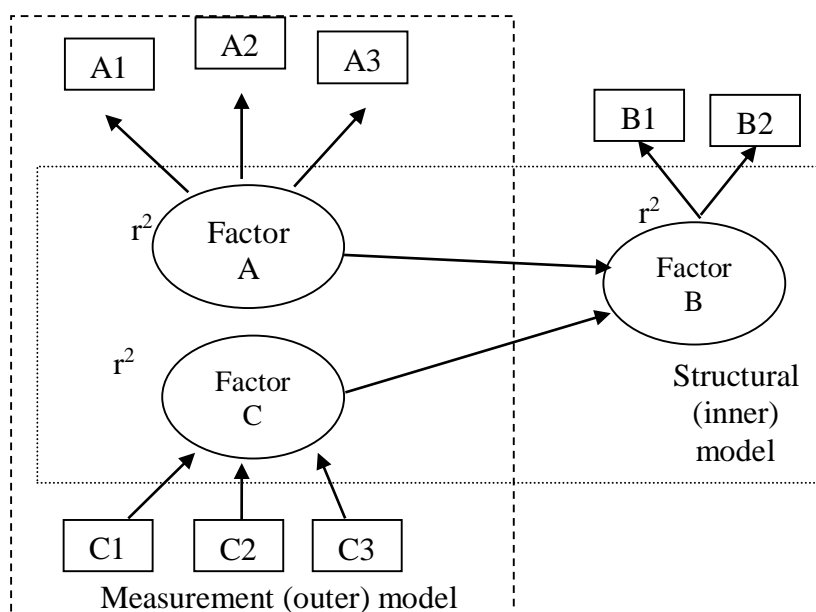 A1
A2
A3
B1
B2
r²
Factor
A
r²
Factor
B
r²
Factor
C
Structural
(inner)
model
C1
C2
C3
Measurement (outer) model